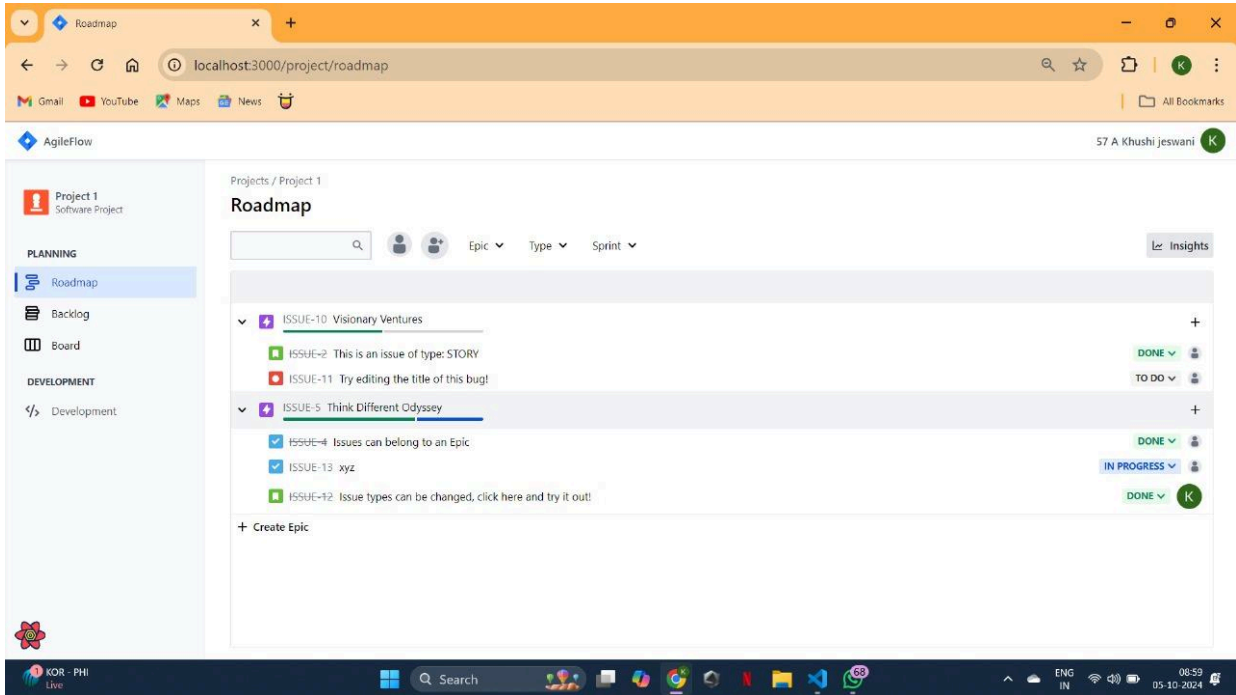 Roadmap
localhost:3000/project/roadmap
K
Gmail YouTube Maps News All Bookmarks
AgileFlow
57 A Khushi jeswani K
Project 1
Software Project
PLANNING
Roadmap
Backlog
Board
DEVELOPMENT
Development
Projects / Project 1
Roadmap
Epic Type Sprint Insights
ISSUE-10 Visionary Ventures
ISSUE-2 This is an issue of type: STORY DONE
ISSUE-11 Try editing the title of this bug! TO DO
ISSUE-5 Think Different Odyssey
ISSUE-4 Issues can belong to an Epic DONE
ISSUE-13 xyz IN PROGRESS
ISSUE-12 Issue types can be changed, click here and try it out! DONE K
+ Create Epic
1 KOR - PHI
Live
Search
68
ENG
IN
08:59
05-10-2024